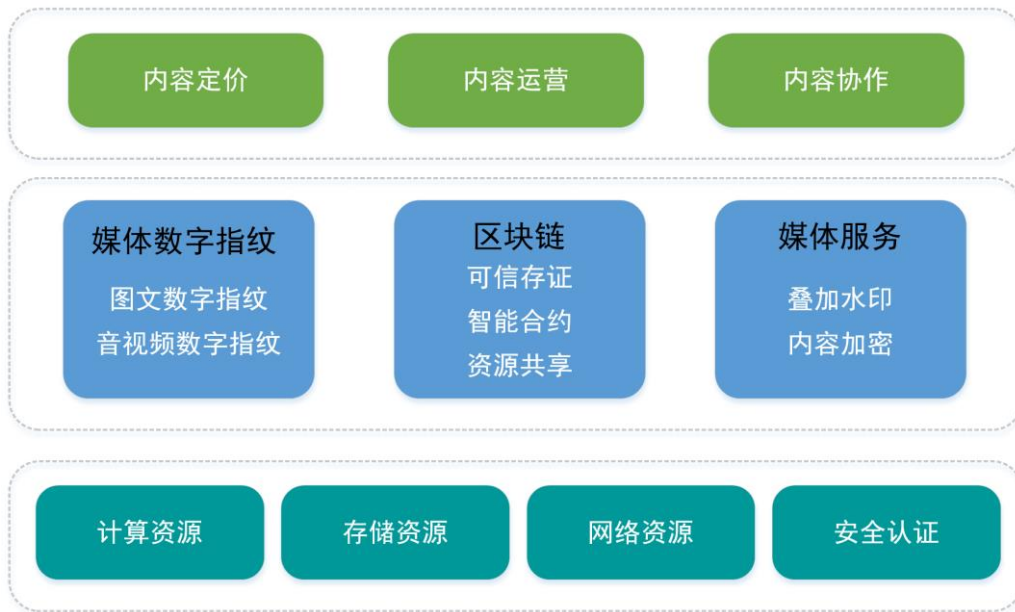 内容定价
内容运营
内容协作
媒体数字指纹
图文数字指纹
音视频数字指纹
区块链
可信存证
智能合约
资源共享
媒体服务
叠加水印
内容加密
计算资源
存储资源
网络资源
安全认证